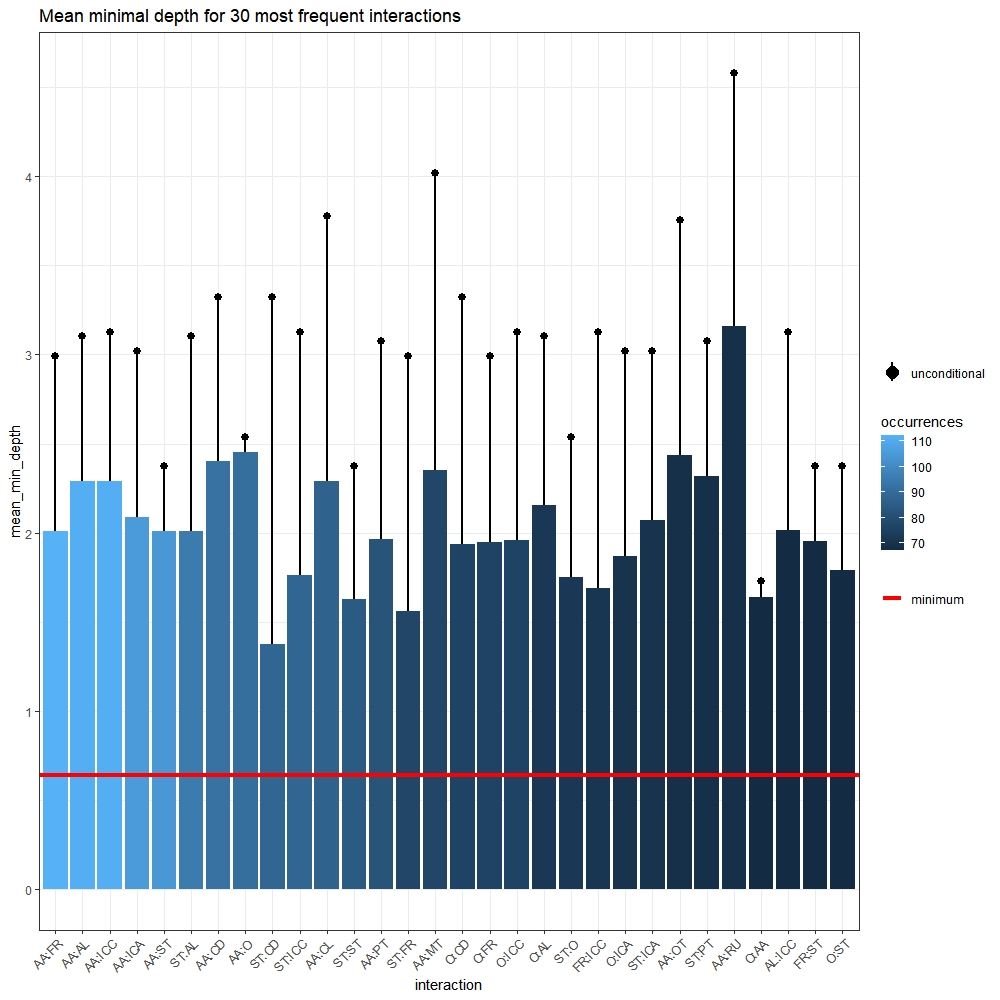 Mean minimal depth for 30 most frequent interactions
mean_min_depth
4
3
2
1
0
AA:FR
AA:AL
AA:ICC
AA:ICA
AA:ST
ST:AL
AA:CD
AA:O
ST:CD
ST:ICC
AA:CL
ST:ST
AA:PT
ST:FR
AA:MT
O:CD
O:FR
O:ICC
O:AL
ST:O
FR:ICC
O:ICA
ST:ICA
AA:OT
ST:PT
AA:RU
O:AA
AL:ICC
FR:ST
O:ST
interaction
unconditional
occurrences
110
100
90
80
70
minimum